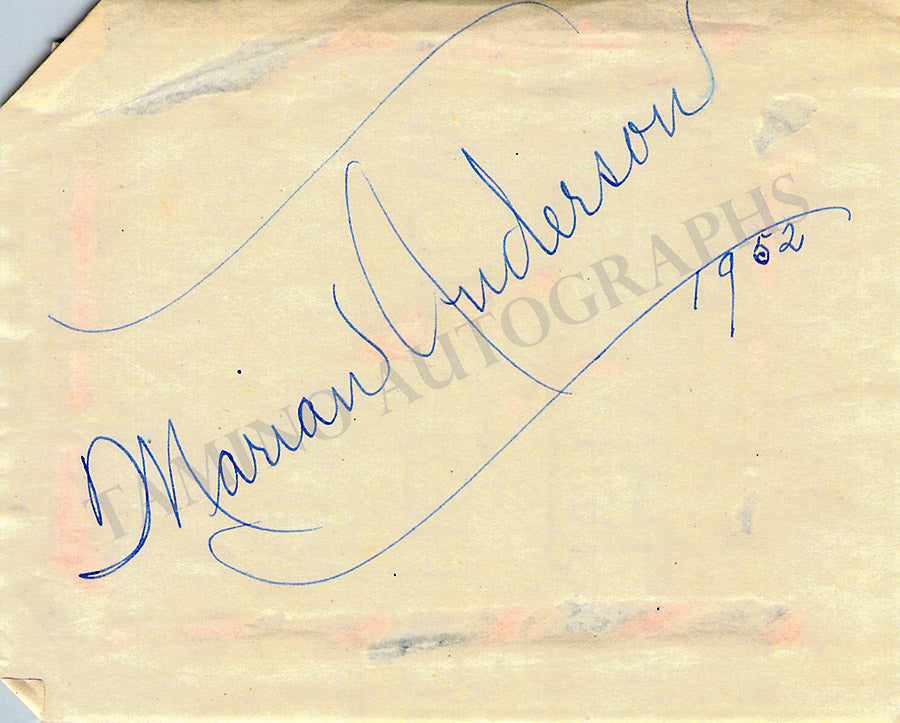 Marian Anderson
1952
TAMINO AUTOGRAPHS